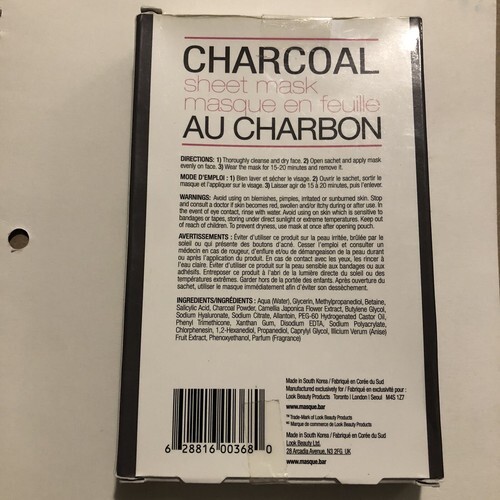 CHARCOAL
sheet mask
masque en feuille
AU CHARBON
DIRECTIONS: 1) Thoroughly cleanse and dry face. 2) Open sachet and apply mask
evenly on face. 3) Wear the mask for 15-20 minutes and remove it.
MODE D'EMPLOI : 1) Bien laver et sécher le visage. 2) Ouvrir le sachet, sortir le
masque et l'appliquer sur le visage. 3) Laisser agir de 15 à 20 minutes, puis l'enlever.
WARNINGS: Avoid using on blemishes, pimples, irritated or sunburned skin. Stop
and consult a doctor if skin becomes red, swollen and/or itchy during or after use. In
the event of eye contact, rinse with water. Avoid using on skin which is sensitive to
bandages or tapes, storing under direct sunlight or extreme temperatures. Keep out
of reach of children. To prevent dryness, use mask at once after opening pouch.
AVERTISSEMENTS : Éviter d'utiliser ce produit sur la peau irritée, brûlée par le
soleil ou qui présente des boutons d'acné. Cesser l'emploi et consulter un
médecin en cas de rougeur, d'enflure et/ou de démangeaison de la peau durant
ou après l'application du produit. En cas de contact avec les yeux, les rincer à
l'eau claire. Éviter d'utiliser ce produit sur la peau sensible aux bandages ou aux
adhésifs. Entreposer ce produit à l'abri de la lumière directe du soleil ou des
températures extrêmes. Garder hors de la portée des enfants. Après ouverture du
sachet, utiliser le masque immédiatement afin d'éviter son dessèchement.
INGREDIENTS/INGRÉDIENTS : Aqua (Water), Glycerin, Methylpropanediol, Betaine,
Salicylic Acid, Charcoal Powder, Camellia Japonica Flower Extract, Butylene Glycol,
Sodium Hyaluronate, Sodium Citrate, Allantoin, PEG-60 Hydrogenated Castor Oil,
Phenyl Trimethicone, Xanthan Gum, Disodium EDTA, Sodium Polyacrylate,
Chlorphenesin, 1,2-Hexanediol, Propanediol, Caprylyl Glycol, Illicium Verum (Anise)
Fruit Extract, Phenoxyethanol, Parfum (Fragrance)
Made in South Korea / Fabriqué en Corée du Sud
Manufactured exclusively for / Fabriqué en exclusivité pour :
Look Beauty Products Toronto | London | Seoul M4S 1Z7
www.masque.bar
™ Trade-Mark of Look Beauty Products
™ Marque de commerce de Look Beauty Products
Made in South Korea / Fabriqué en Corée du Sud
Look Beauty Ltd.
28 Arcadia Avenue, N3 2FG, UK
www.masque.bar
6 28816 00368 0